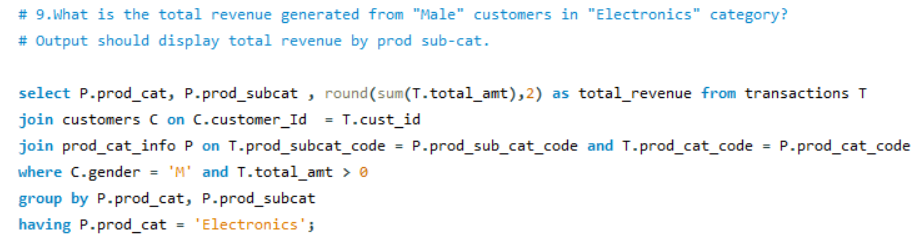 # 9.What is the total revenue generated from "Male" customers in "Electronics" category?
# Output should display total revenue by prod sub-cat.
select P.prod_cat, P.prod_subcat , round(sum(T.total_amt),2) as total_revenue from transactions T
join customers C on C.customer_Id  = T.cust_id
join prod_cat_info P on T.prod_subcat_code = P.prod_sub_cat_code and T.prod_cat_code = P.prod_cat_code
where C.gender = 'M' and T.total_amt > 0
group by P.prod_cat, P.prod_subcat
having P.prod_cat = 'Electronics';